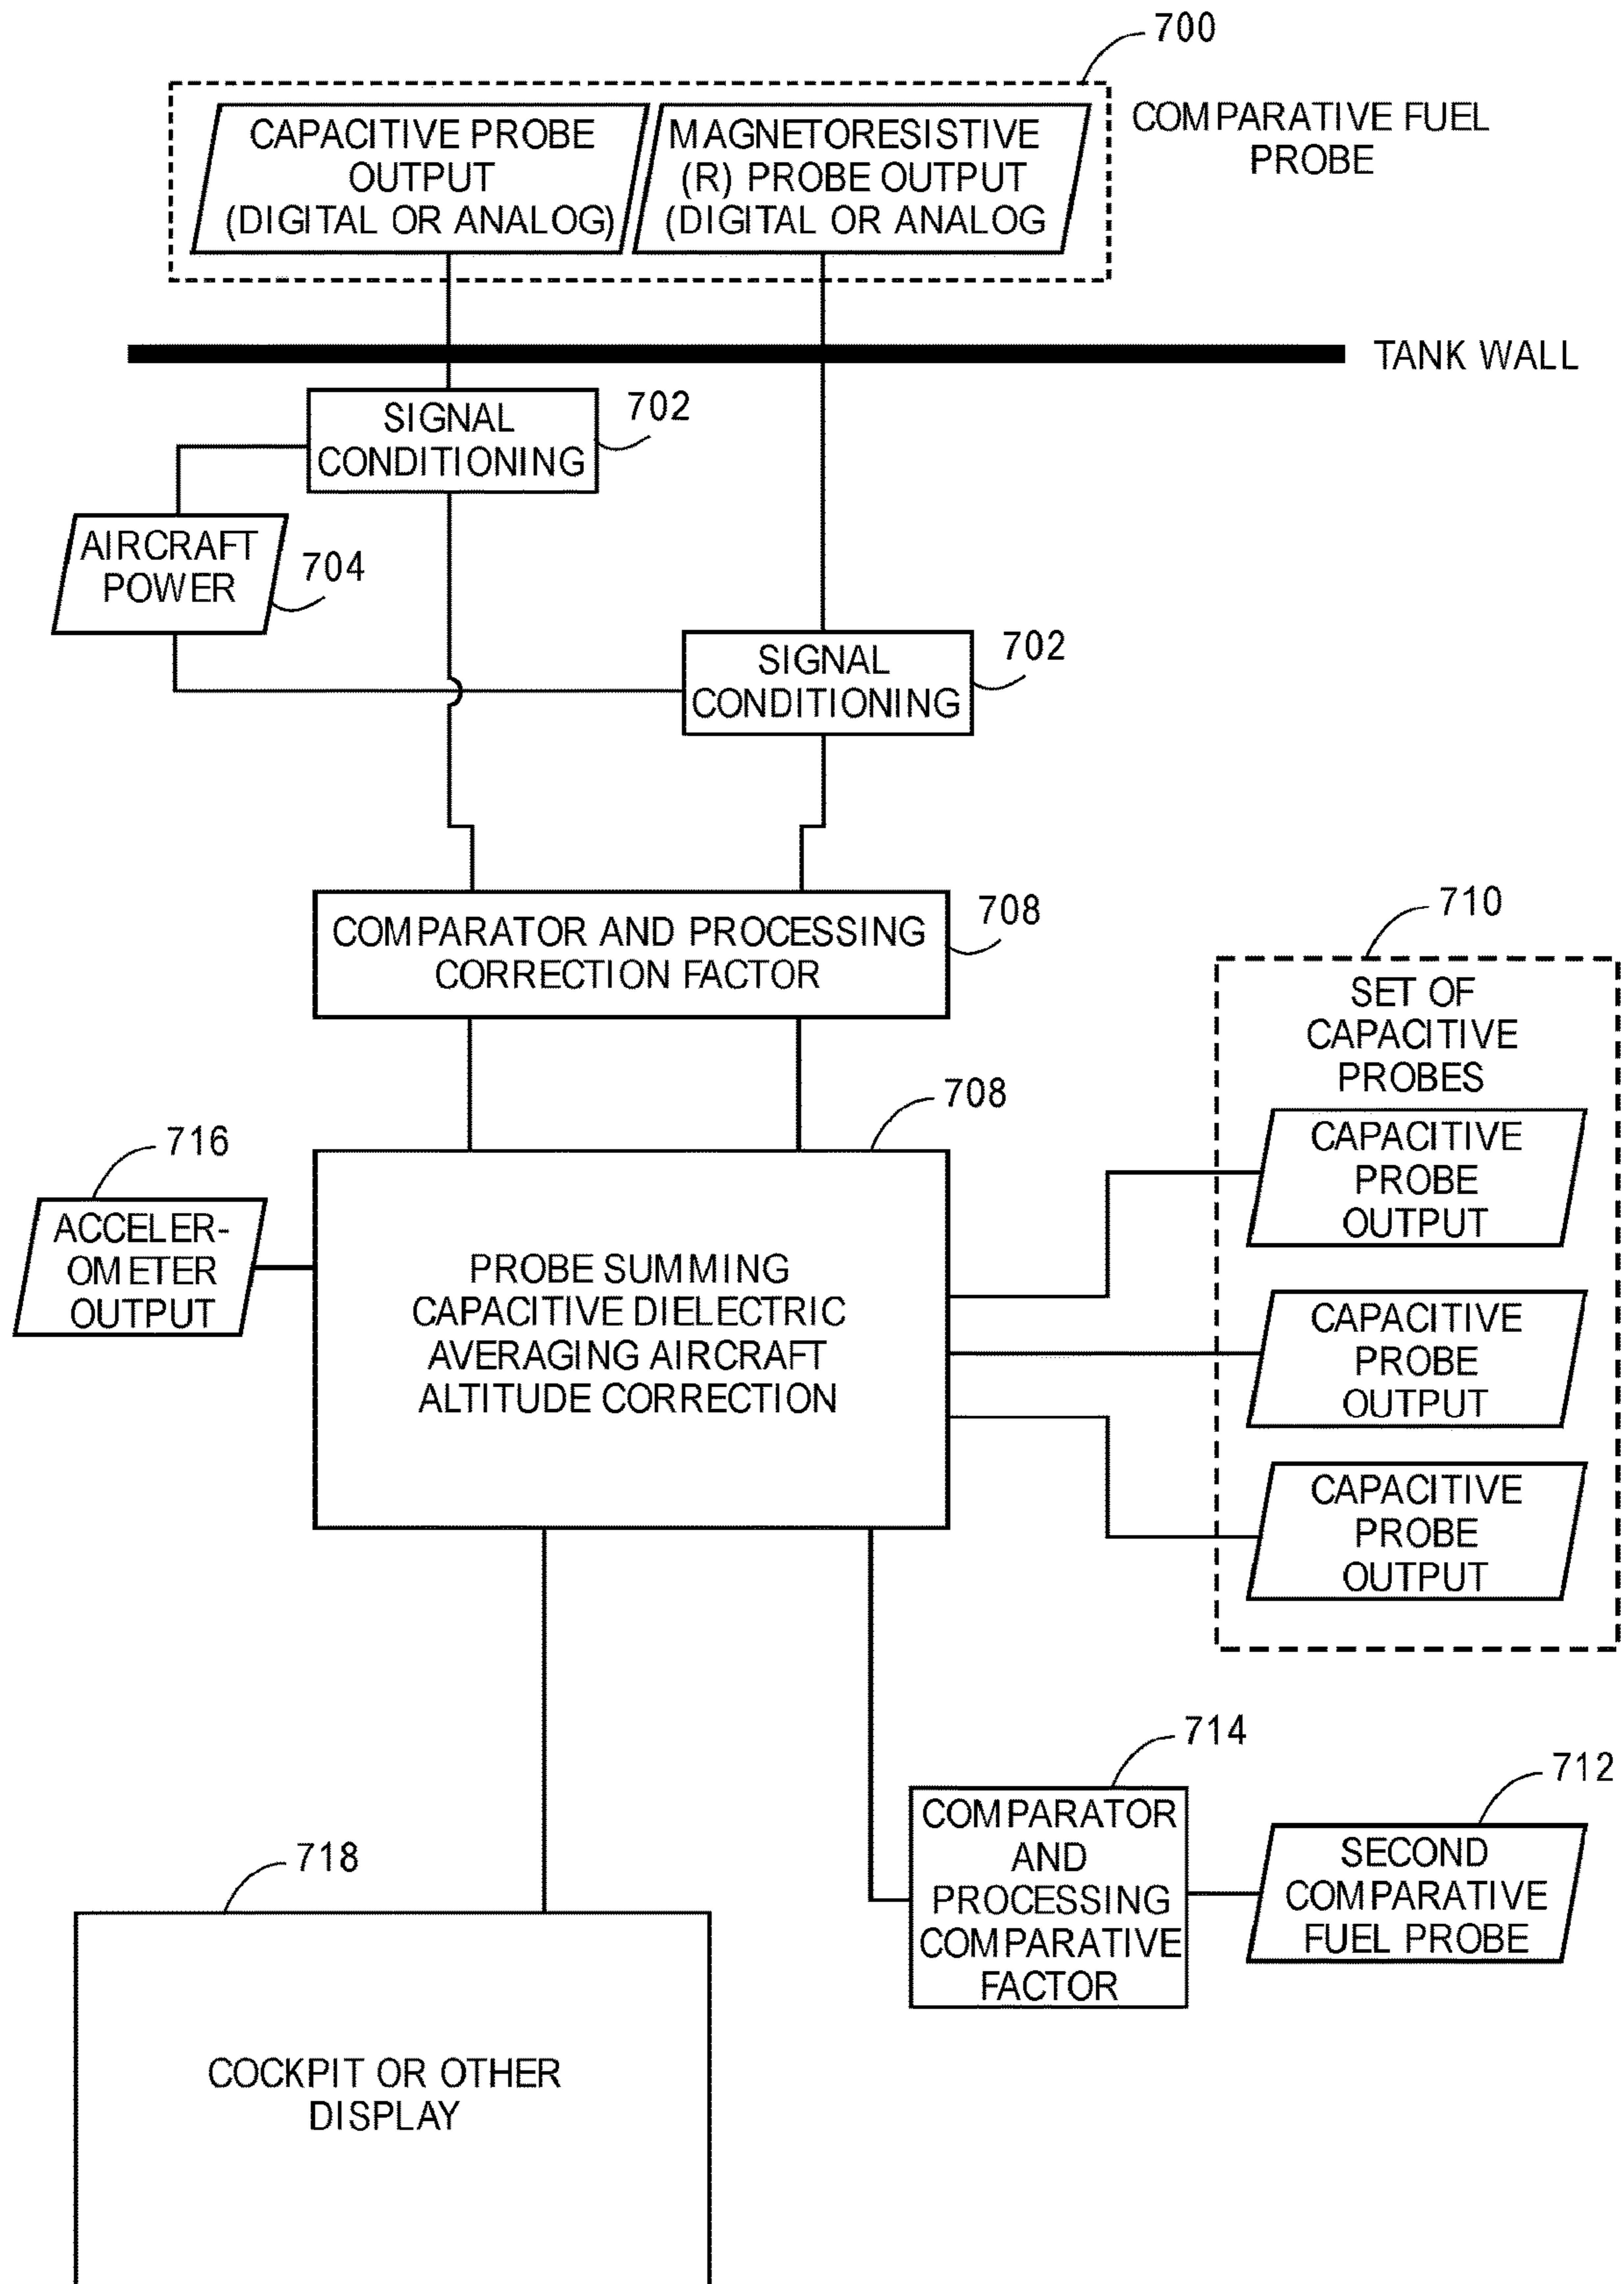 700
CAPACITIVE PROBE
OUTPUT
(DIGITAL OR ANALOG)
MAGNETORESISTIVE
(R) PROBE OUTPUT
(DIGITAL OR ANALOG
COMPARATIVE FUEL
PROBE
TANK WALL
SIGNAL
CONDITIONING
702
AIRCRAFT
POWER
704
SIGNAL
CONDITIONING
702
COMPARATOR AND PROCESSING
CORRECTION FACTOR
708
710
SET OF
CAPACITIVE
PROBES
CAPACITIVE
PROBE
OUTPUT
CAPACITIVE
PROBE
OUTPUT
CAPACITIVE
PROBE
OUTPUT
708
716
ACCELER-
OMETER
OUTPUT
PROBE SUMMING
CAPACITIVE DIELECTRIC
AVERAGING AIRCRAFT
ALTITUDE CORRECTION
714
COMPARATOR
AND
PROCESSING
COMPARATIVE
FACTOR
712
SECOND
COMPARATIVE
FUEL PROBE
718
COCKPIT OR OTHER
DISPLAY